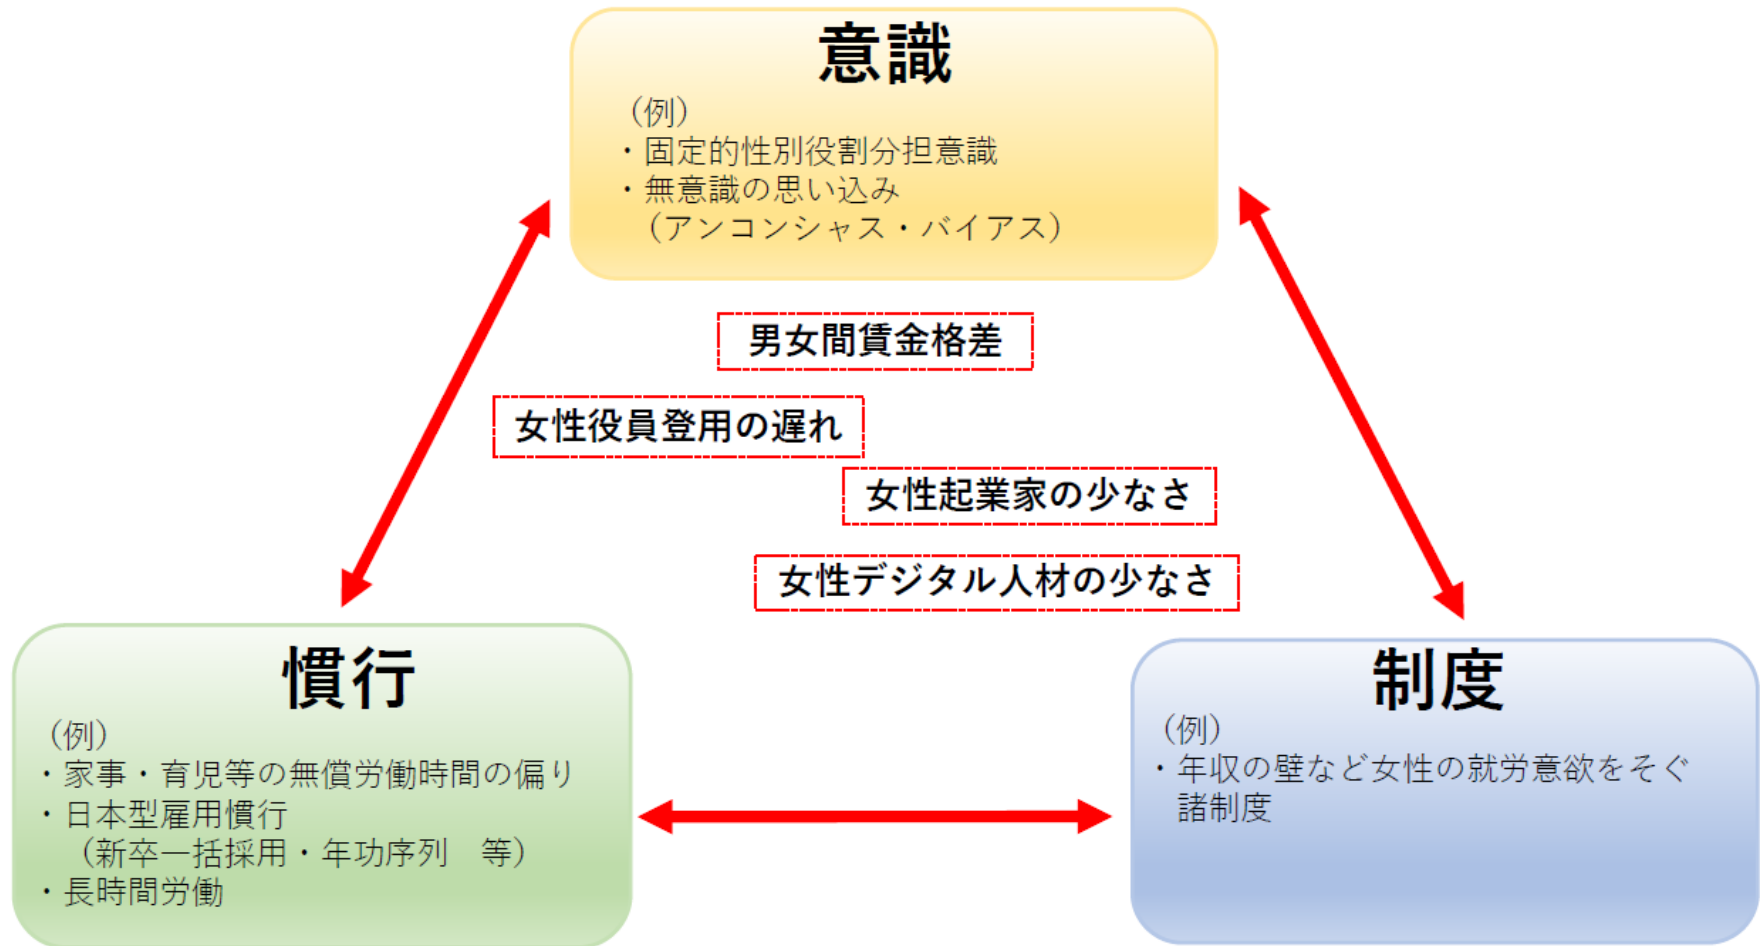 意識
（例）
・固定的性別役割分担意識
・無意識の思い込み
（アンコンシャス・バイアス）
男女間賃金格差
女性役員登用の遅れ
女性起業家の少なさ
女性デジタル人材の少なさ
慣行
（例）
・家事・育児等の無償労働時間の偏り
・日本型雇用慣行
（新卒一括採用・年功序列　等）
・長時間労働
制度
（例）
・年収の壁など女性の就労意欲をそぐ
諸制度